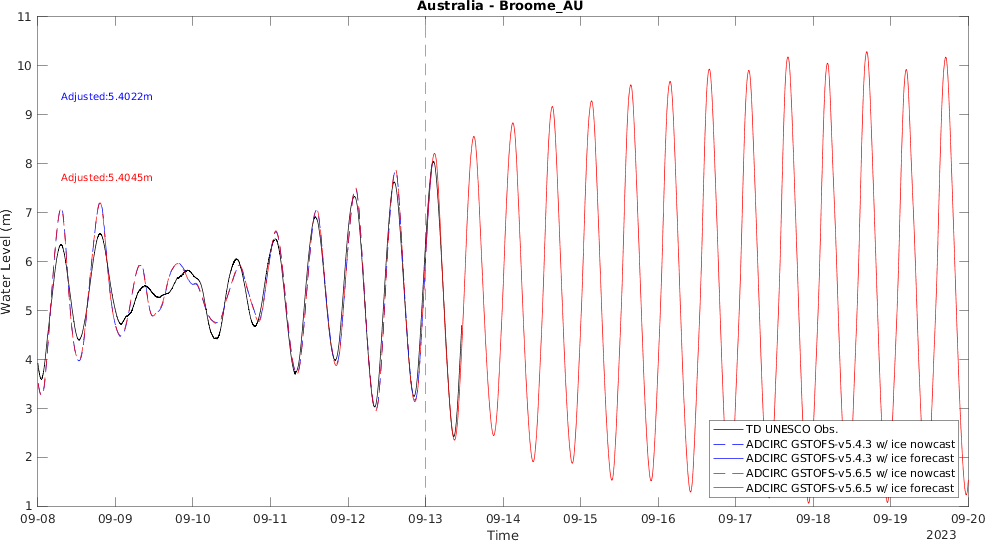 Australia - Broome_AU
11
10
9
8
7
6
5
4
3
2
1
Water Level (m)
Adjusted:5.4022m
Adjusted:5.4045m
TD UNESCO Obs.
ADCIRC GSTOFS-v5.4.3 w/ ice nowcast
ADCIRC GSTOFS-v5.4.3 w/ ice forecast
ADCIRC GSTOFS-v5.6.5 w/ ice nowcast
ADCIRC GSTOFS-v5.6.5 w/ ice forecast
09-08 09-09 09-10 09-11 09-12 09-13 09-14 09-15 09-16 09-17 09-18 09-19 09-20
Time
2023